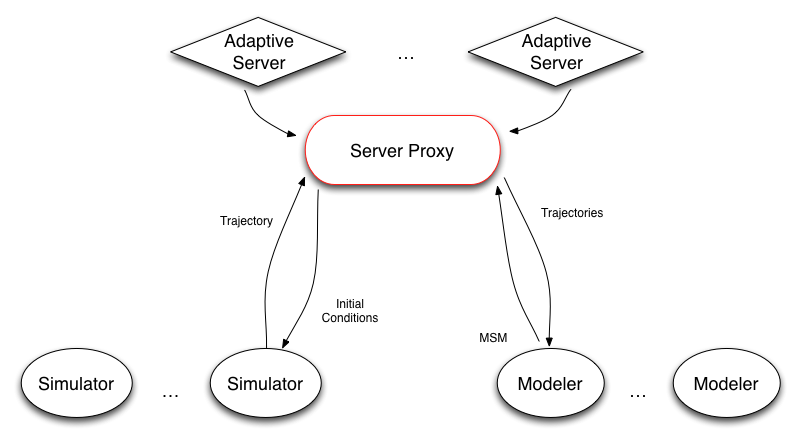 Adaptive
Server
...
Adaptive
Server
Server Proxy
Trajectory
Trajectories
Initial
Conditions
MSM
Simulator
...
Simulator
Modeler
...
Modeler